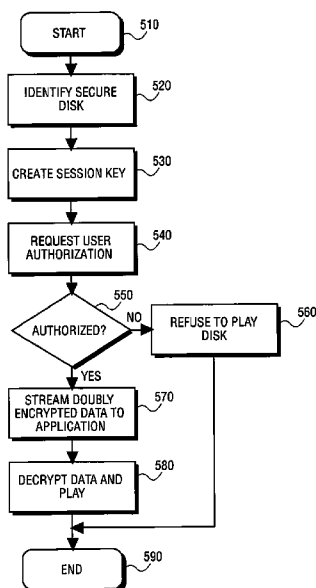 START
510
IDENTIFY SECURE
DISK
520
CREATE SESSION KEY
530
REQUEST USER
AUTHORIZATION
540
550
AUTHORIZED?
NO
REFUSE TO PLAY
DISK
560
YES
STREAM DOUBLY
ENCRYPTED DATA TO
APPLICATION
570
DECRYPT DATA AND
PLAY
580
END
590